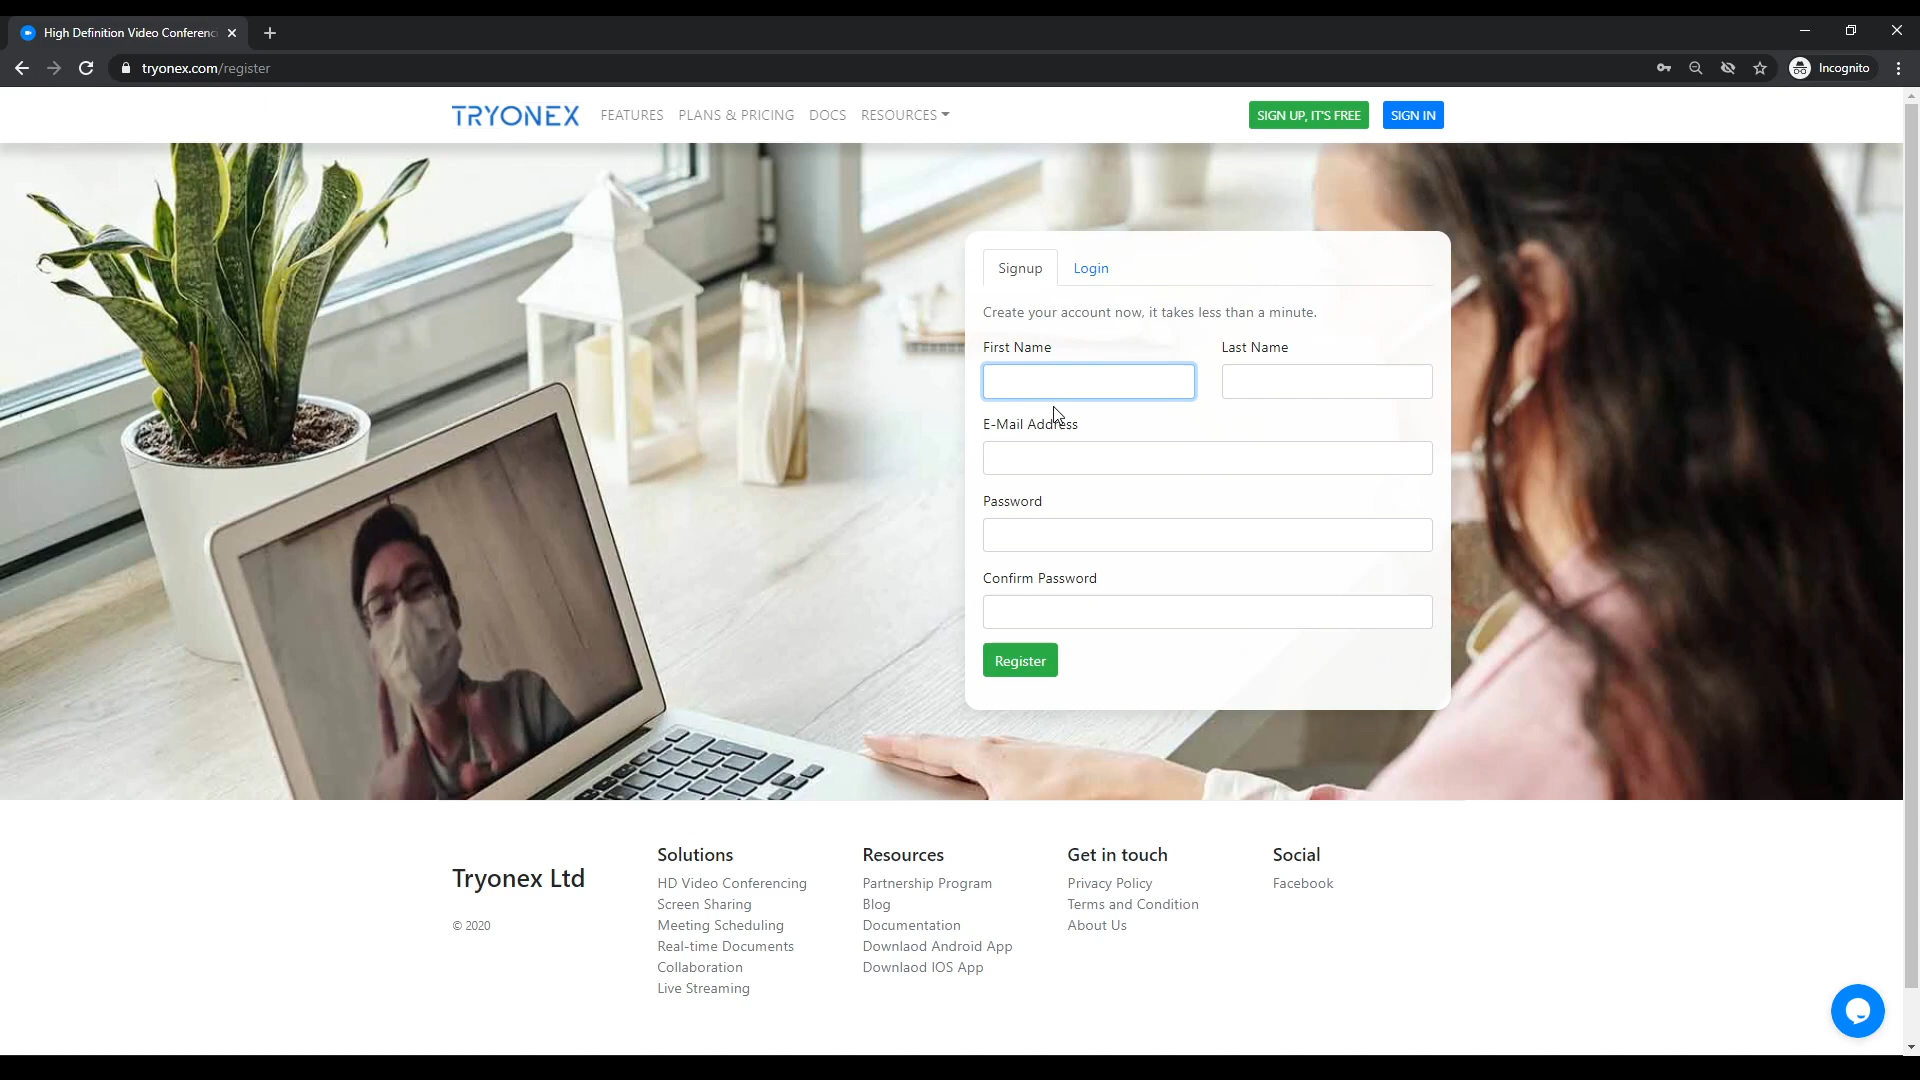 High Definition Video Conferenc
tryonex.com/register
Incognito
TRYONEX
FEATURES
PLANS & PRICING
DOCS
RESOURCES
SIGN UP, IT'S FREE
SIGN IN
Signup
Login
Create your account now, it takes less than a minute.
First Name
Last Name
E-Mail Address
Password
Confirm Password
Register
Tryonex Ltd
© 2020
Solutions
HD Video Conferencing
Screen Sharing
Meeting Scheduling
Real-time Documents
Collaboration
Live Streaming
Resources
Partnership Program
Blog
Documentation
Downlaod Android App
Downlaod IOS App
Get in touch
Privacy Policy
Terms and Condition
About Us
Social
Facebook